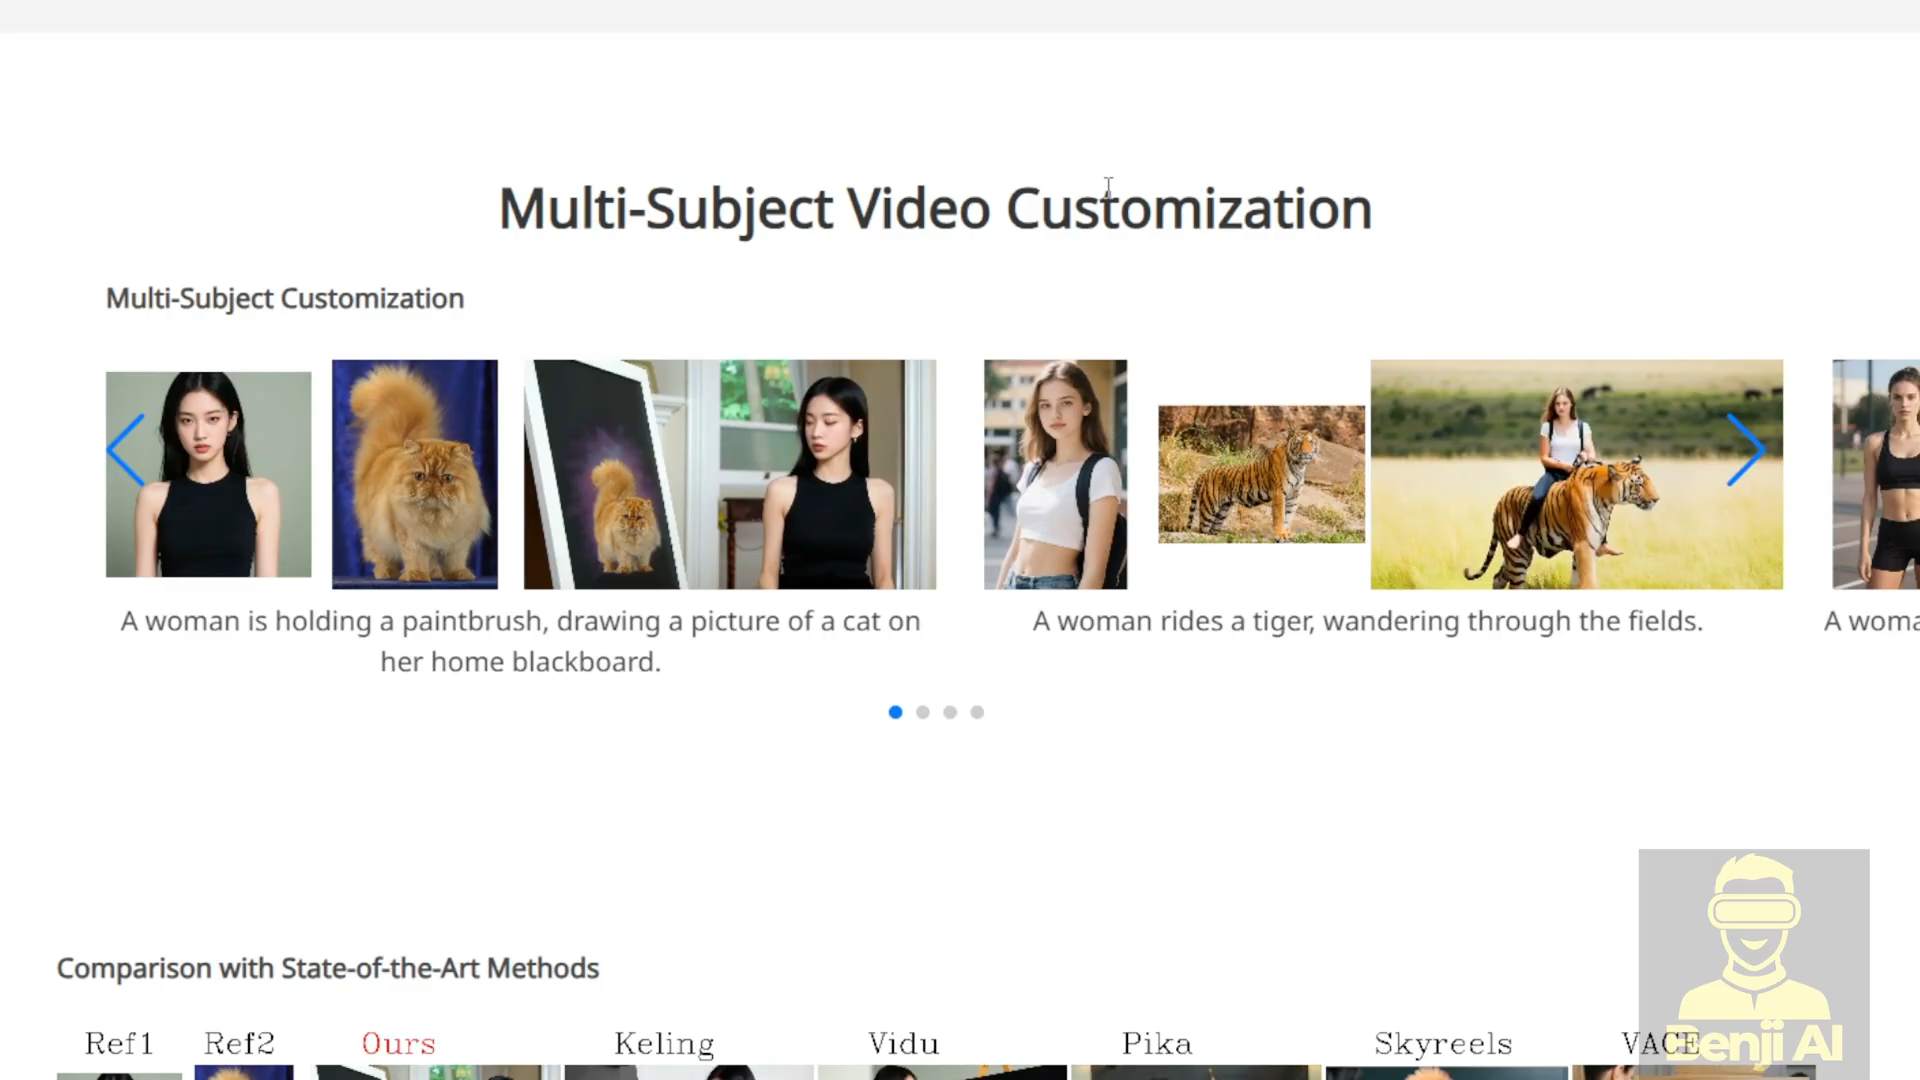 Multi-Subject Video Customization
Multi-Subject Customization
A woman is holding a paintbrush, drawing a picture of a cat on
her home blackboard.
A woman rides a tiger, wandering through the fields.
A woma
Comparison with State-of-the-Art Methods
Ref1 Ref2 Ours Keling Vidu Pika Skyreels VACE
Benji AI